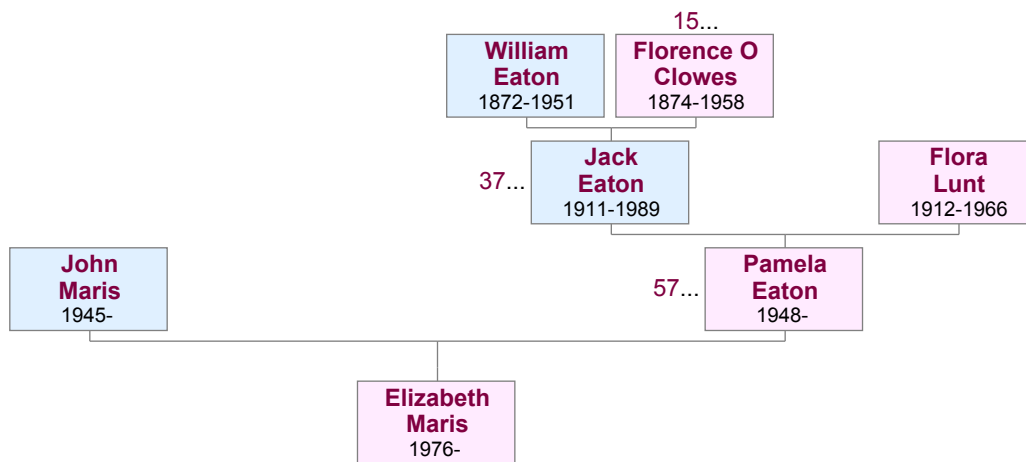 15...
William
Eaton
1872-1951
Florence O
Clowes
1874-1958
37...
Jack
Eaton
1911-1989
Flora
Lunt
1912-1966
John
Maris
1945-
57...
Pamela
Eaton
1948-
Elizabeth
Maris
1976-